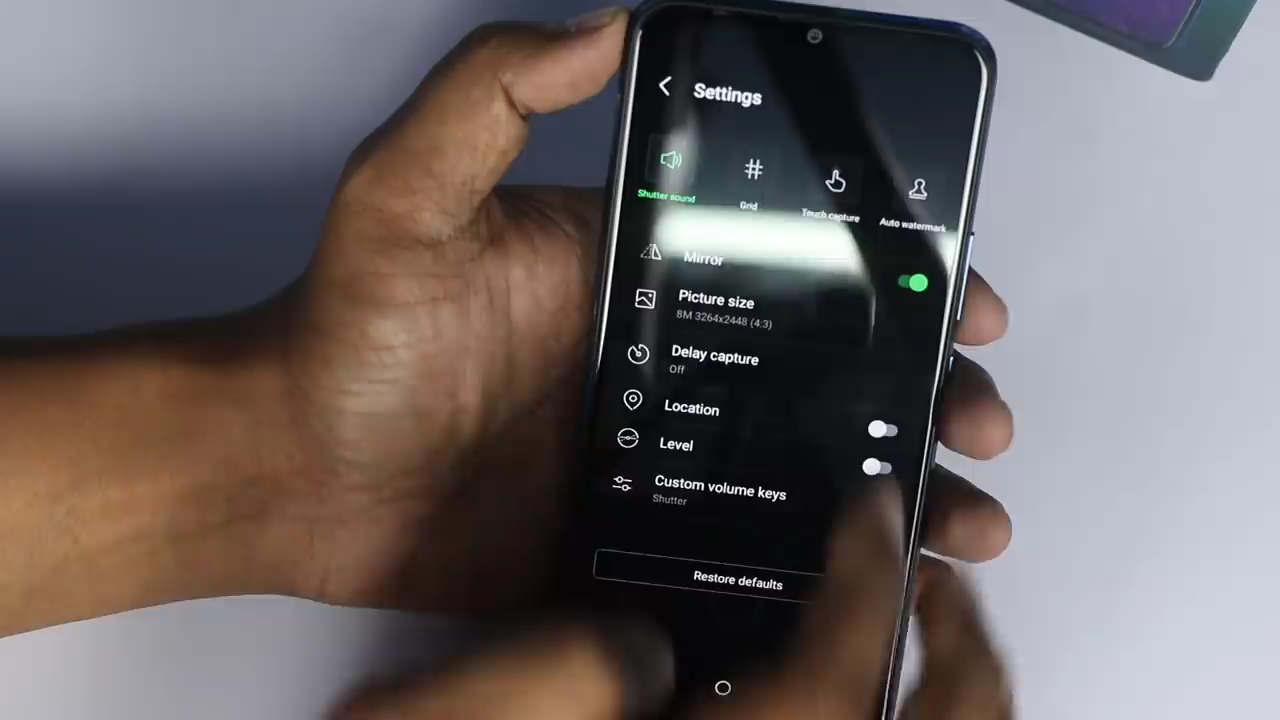 Settings
Shutter sound
Grid
Touch capture
Auto watermark
Mirror
Picture size
8M 3264x2448 (4:3)
Delay capture
Off
Location
Level
Custom volume keys
Shutter
Restore defaults